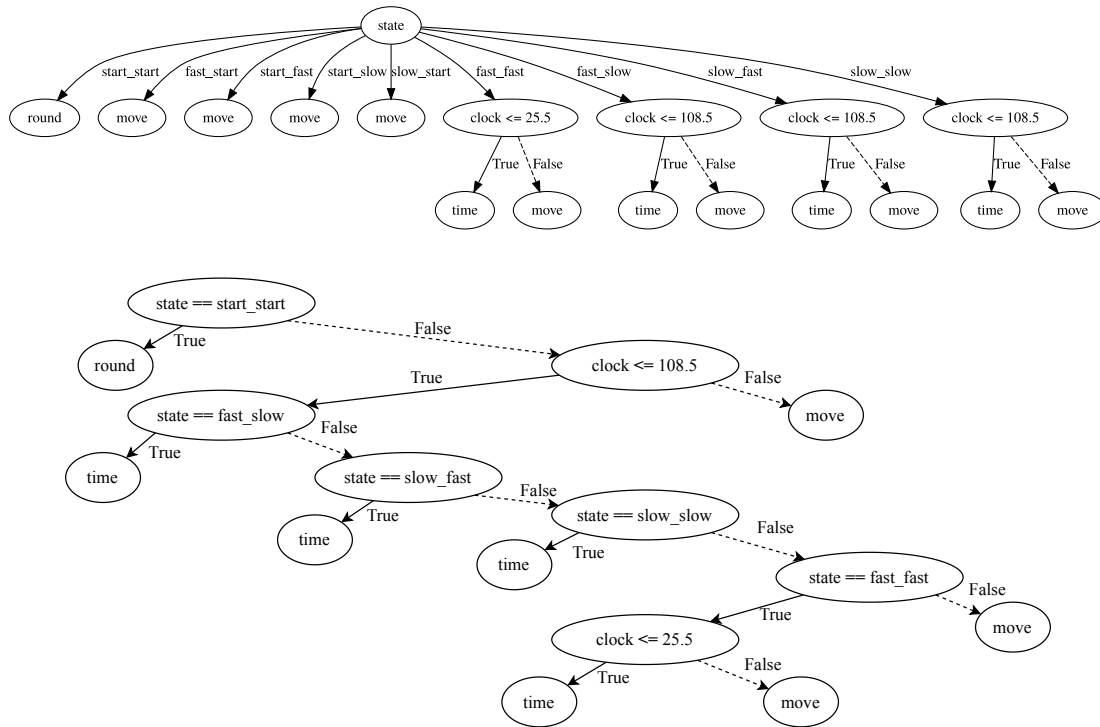 state
start_start fast_start start_fast start_slow slow_start fast_fast fast_slow slow_fast slow_slow
round move move move move clock <= 25.5 clock <= 108.5 clock <= 108.5 clock <= 108.5
True False True False True False True False
time move time move time move time move
state == start_start
True False
round clock <= 108.5
True False
state == fast_slow move
True False
time state == slow_fast
True False
time state == slow_slow
True False
time state == fast_fast
True False
clock <= 25.5 move
True False
time move